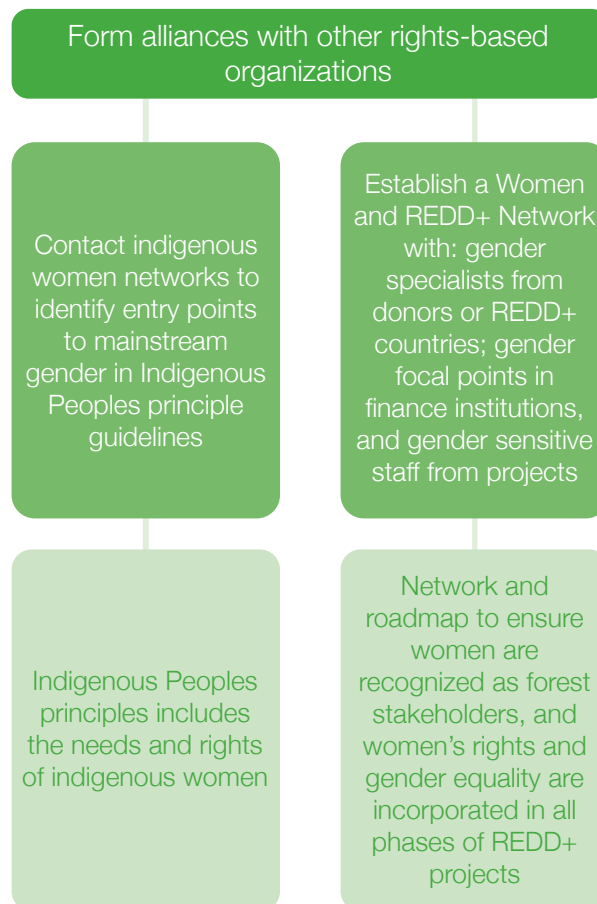 Form alliances with other rights-based
organizations
Contact indigenous
women networks to
identify entry points
to mainstream
gender in Indigenous
Peoples principle
guidelines
Establish a Women
and REDD+ Network
with: gender
specialists from
donors or REDD+
countries; gender
focal points in
finance institutions,
and gender sensitive
staff from projects
Indigenous Peoples
principles includes
the needs and rights
of indigenous women
Network and
roadmap to ensure
women are
recognized as forest
stakeholders, and
women’s rights and
gender equality are
incorporated in all
phases of REDD+
projects